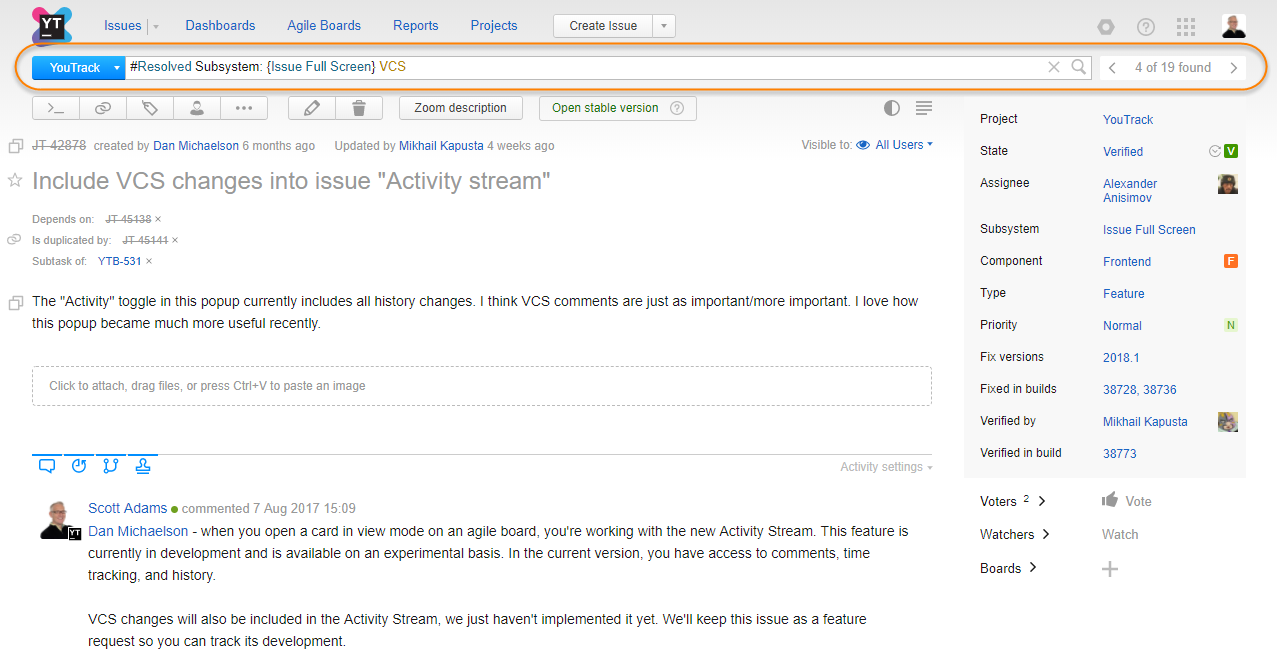 YT
Issues Dashboards Agile Boards Reports Projects Create Issue
YouTrack #Resolved Subsystem: {Issue Full Screen} VCS 4 of 19 found
Zoom description Open stable version
JT-42878 created by Dan Michaelson 6 months ago Updated by Mikhail Kapusta 4 weeks ago Visible to: All Users
Include VCS changes into issue "Activity stream"
Depends on: JT-45138 ×
Is duplicated by: JT-45141 ×
Subtask of: YTB-531 ×
The "Activity" toggle in this popup currently includes all history changes. I think VCS comments are just as important/more important. I love how
this popup became much more useful recently.
Click to attach, drag files, or press Ctrl+V to paste an image
Activity settings
Scott Adams commented 7 Aug 2017 15:09
YT
Dan Michaelson - when you open a card in view mode on an agile board, you're working with the new Activity Stream. This feature is
currently in development and is available on an experimental basis. In the current version, you have access to comments, time
tracking, and history.
VCS changes will also be included in the Activity Stream, we just haven't implemented it yet. We'll keep this issue as a feature
request so you can track its development.
Project YouTrack
State Verified V
Assignee Alexander
Anisimov
Subsystem Issue Full Screen
Component Frontend F
Type Feature
Priority Normal N
Fix versions 2018.1
Fixed in builds 38728, 38736
Verified by Mikhail Kapusta
Verified in build 38773
Voters 2 Vote
Watchers Watch
Boards